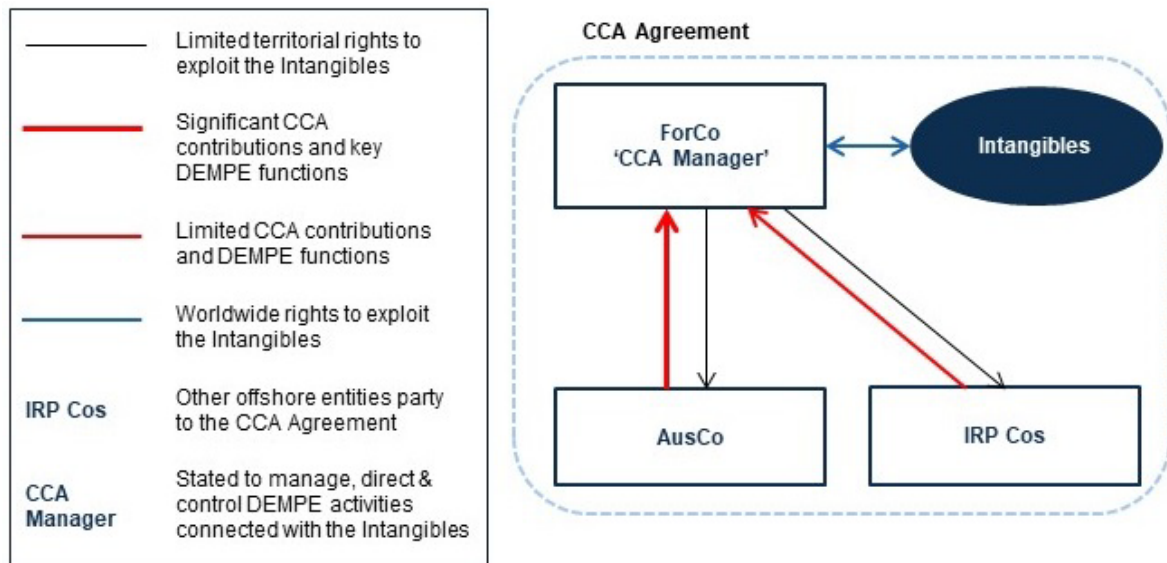 Limited territorial rights to
exploit the Intangibles
Significant CCA
contributions and key
DEMPE functions
Limited CCA contributions
and DEMPE functions
Worldwide rights to exploit
the Intangibles
IRP Cos
Other offshore entities party
to the CCA Agreement
CCA
Manager
Stated to manage, direct &
control DEMPE activities
connected with the Intangibles
CCA Agreement
ForCo
‘CCA Manager’
Intangibles
AusCo
IRP Cos